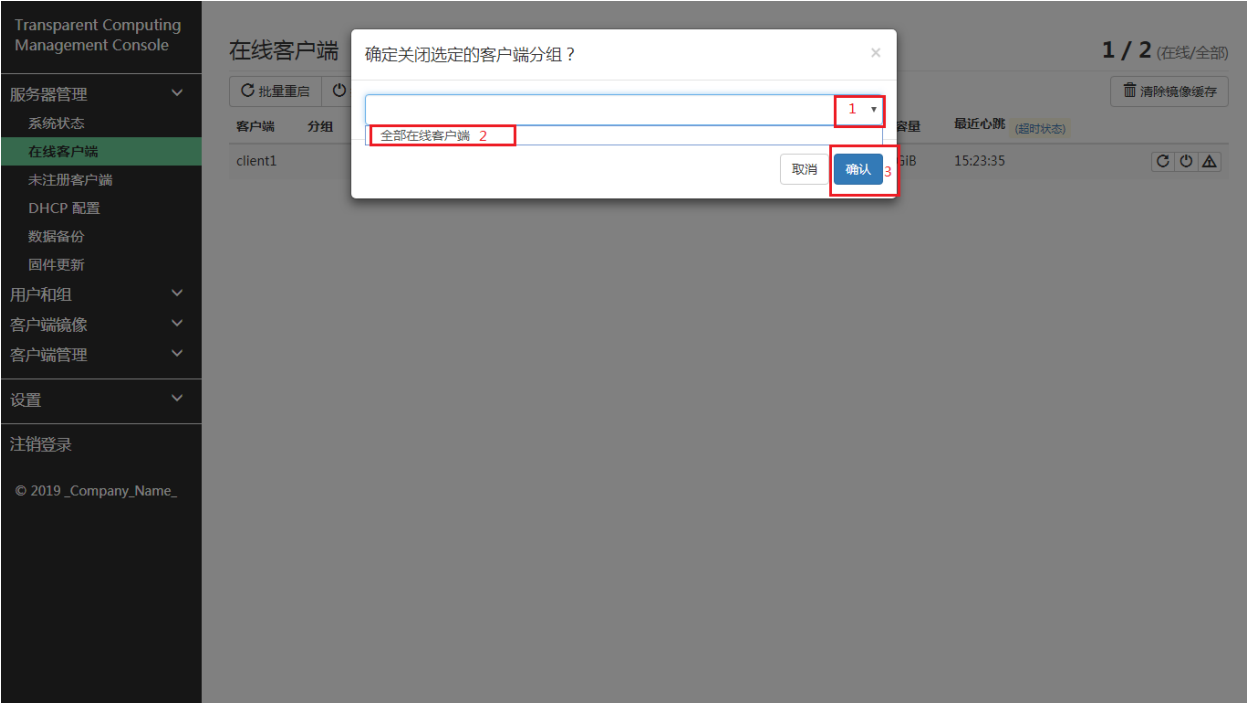 Transparent Computing
Management Console
服务器管理
系统状态
在线客户端
未注册客户端
DHCP 配置
数据备份
固件更新
用户和组
客户端镜像
客户端管理
设置
注销登录
© 2019 _Company_Name_
在线客户端
1 / 2 (在线/全部)
批量重启
清除镜像缓存
客户端 分组 容量 最近心跳 (超时状态)
client1 GiB 15:23:35
确定关闭选定的客户端分组？ ×
1
全部在线客户端 2
取消 确认 3